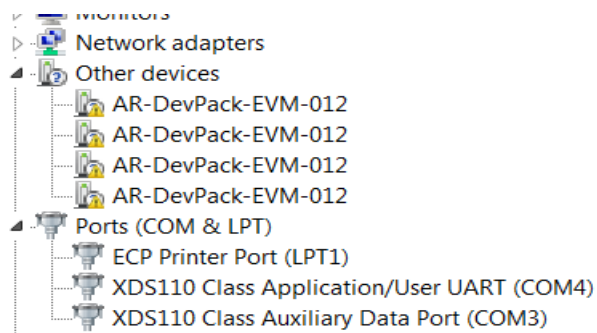 Monitors
Network adapters
Other devices
AR-DevPack-EVM-012
AR-DevPack-EVM-012
AR-DevPack-EVM-012
AR-DevPack-EVM-012
Ports (COM & LPT)
ECP Printer Port (LPT1)
XDS110 Class Application/User UART (COM4)
XDS110 Class Auxiliary Data Port (COM3)